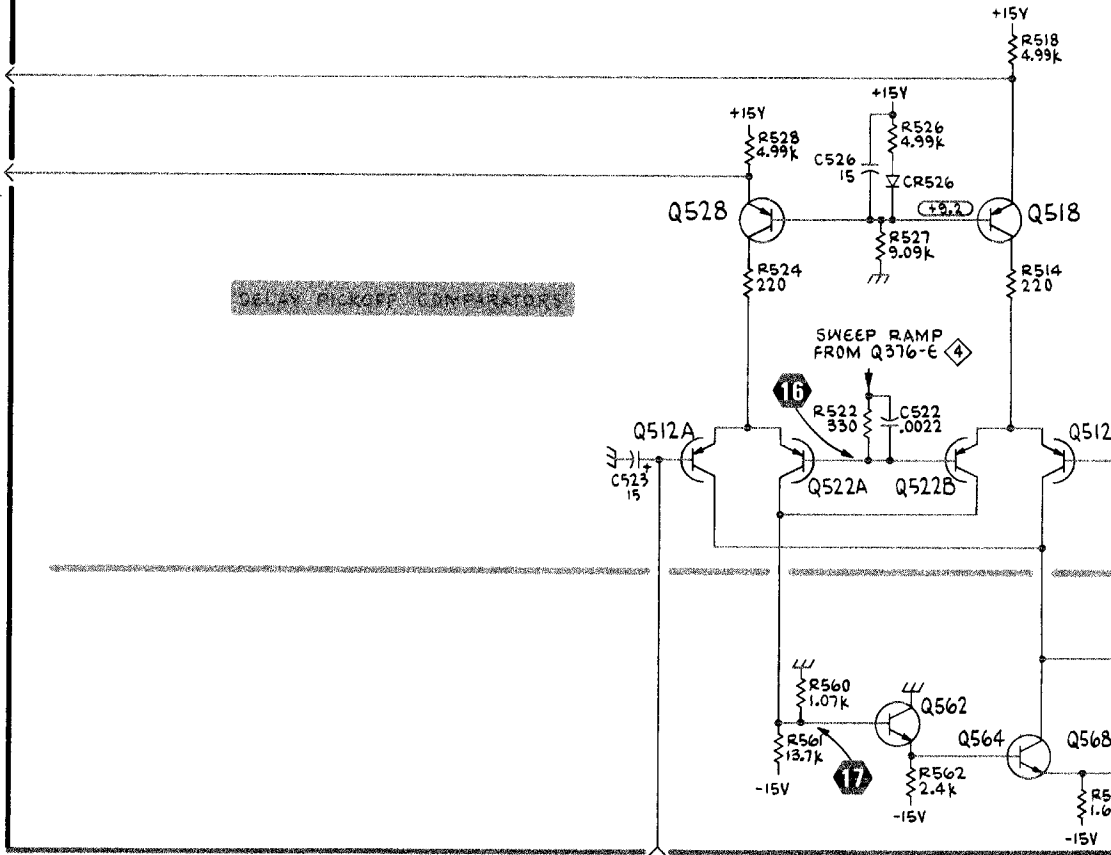 +15V
R518
4.99k
+15V
R528
4.99k
+15V
R526
4.99k
C526
15
CR526
Q528
+9.2
Q518
R527
9.09k
R524
220
R514
220
DELAY PICKOFF COMPARATORS
SWEEP RAMP
FROM Q376-E 4
16
R522
330
C522
.0022
Q512A
Q512
C523
15
+
Q522A
Q522B
R560
1.07k
Q562
R561
13.7k
Q564
Q568
17
-15V
R562
2.4k
-15V
R5
1.6
-15V